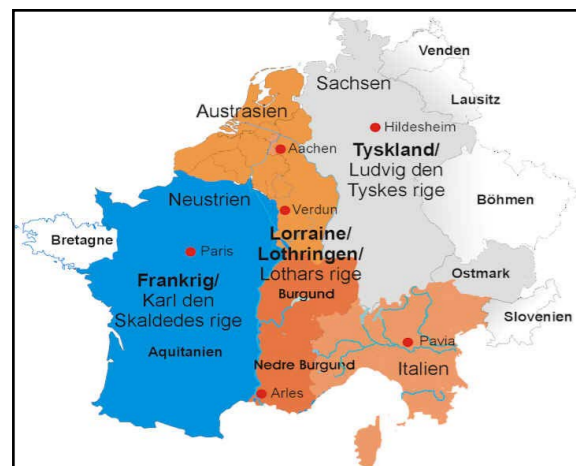 Venden
Sachsen
Lausitz
Austrasien
Hildesheim
Aachen
Tyskland/
Ludvig den
Tyskes rige
Böhmen
Neustrien
Verdun
Bretagne
Paris
Lorraine/
Lothringen/
Lothars rige
Ostmark
Frankrig/
Karl den
Skaldedes rige
Burgund
Slovenien
Pavia
Aquitanien
Nedre Burgund
Italien
Arles